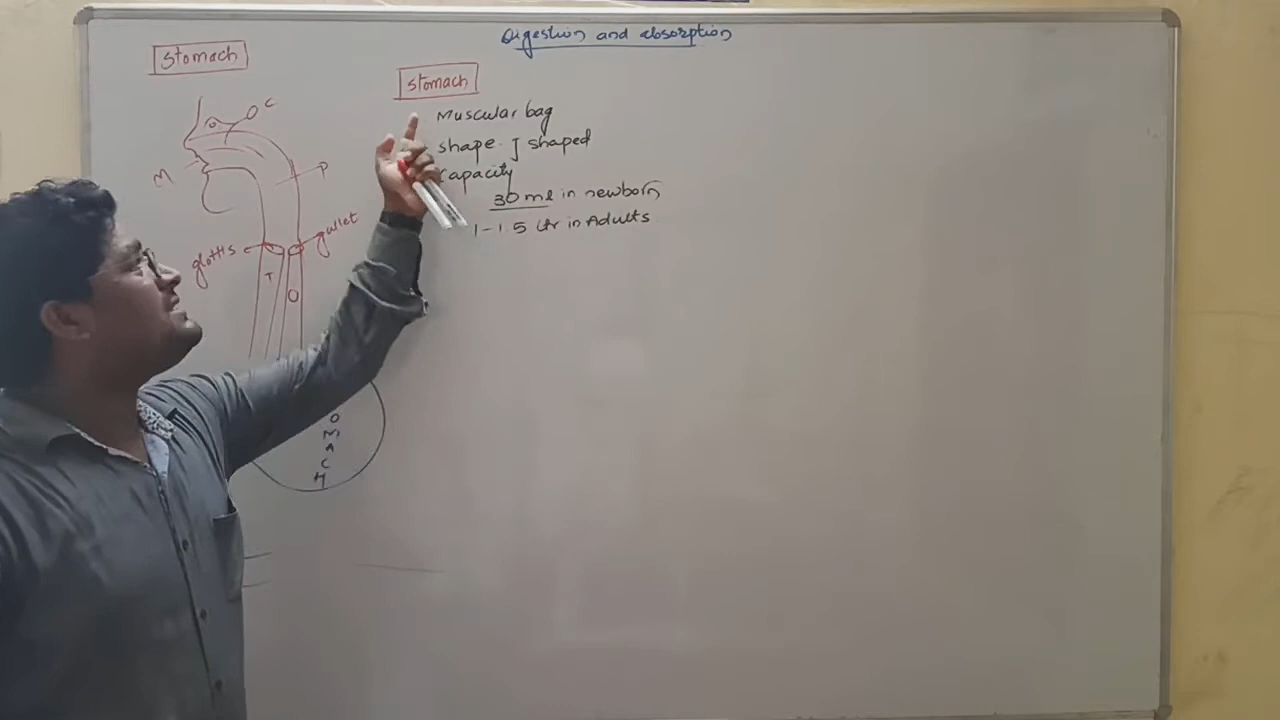 Digestion and absorption
stomach
C
M
P
glottis
gullet
T
O
O
M
A
C
H
stomach
Muscular bag
shape J shaped
capacity
30 ml in newborn
1-1.5 ltr in Adults